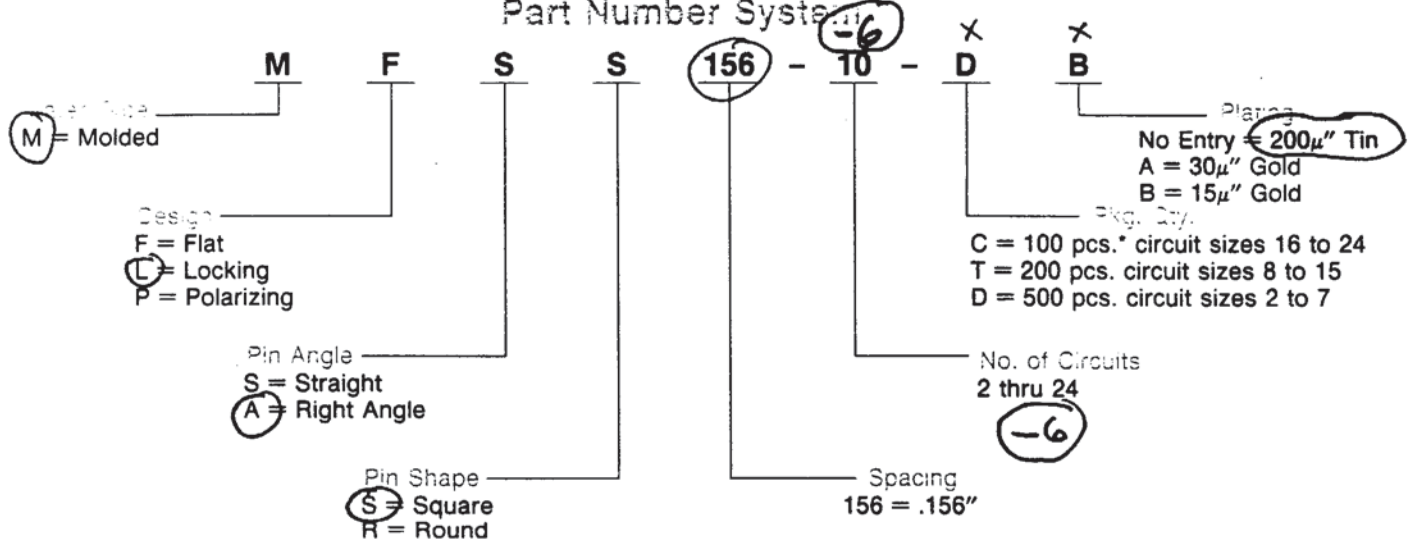 Part Number System
-6 × ×
M F S S 156 - 10 - D B
M = Molded
Plating
No Entry = 200μ" Tin
A = 30μ" Gold
B = 15μ" Gold
Design
F = Flat
L = Locking
P = Polarizing
Pkg. Qty.
C = 100 pcs.* circuit sizes 16 to 24
T = 200 pcs. circuit sizes 8 to 15
D = 500 pcs. circuit sizes 2 to 7
Pin Angle
S = Straight
A = Right Angle
No. of Circuits
2 thru 24
-6
Pin Shape
S = Square
R = Round
Spacing
156 = .156"